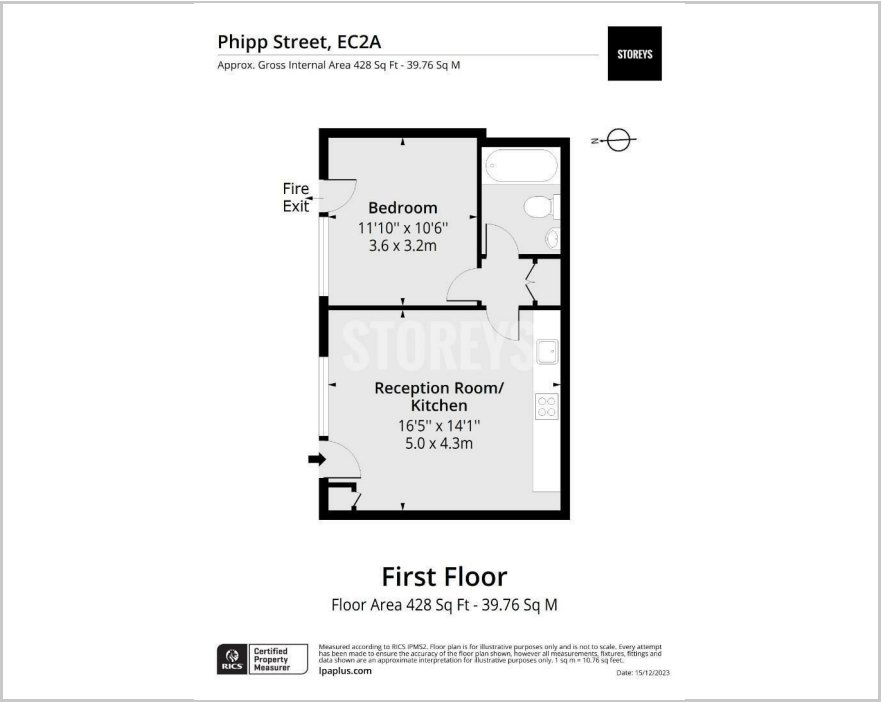 Phipp Street, EC2A
Approx. Gross Internal Area 428 Sq Ft - 39.76 Sq M
STOREYS
N
Fire
Exit
Bedroom
11'10" x 10'6"
3.6 x 3.2m
STOREYS
Reception Room/
Kitchen
16'5" x 14'1"
5.0 x 4.3m
First Floor
Floor Area 428 Sq Ft - 39.76 Sq M
RICS
Certified
Property
Measurer
Measured according to RICS IPMS2. Floor plan is for illustrative purposes only and is not to scale. Every attempt
has been made to ensure the accuracy of the floor plan shown, however all measurements, fixtures, fittings and
data shown are an approximate interpretation for illustrative purposes only. 1 sq m = 10.76 sq feet.
lpaplus.com
Date: 15/12/2023